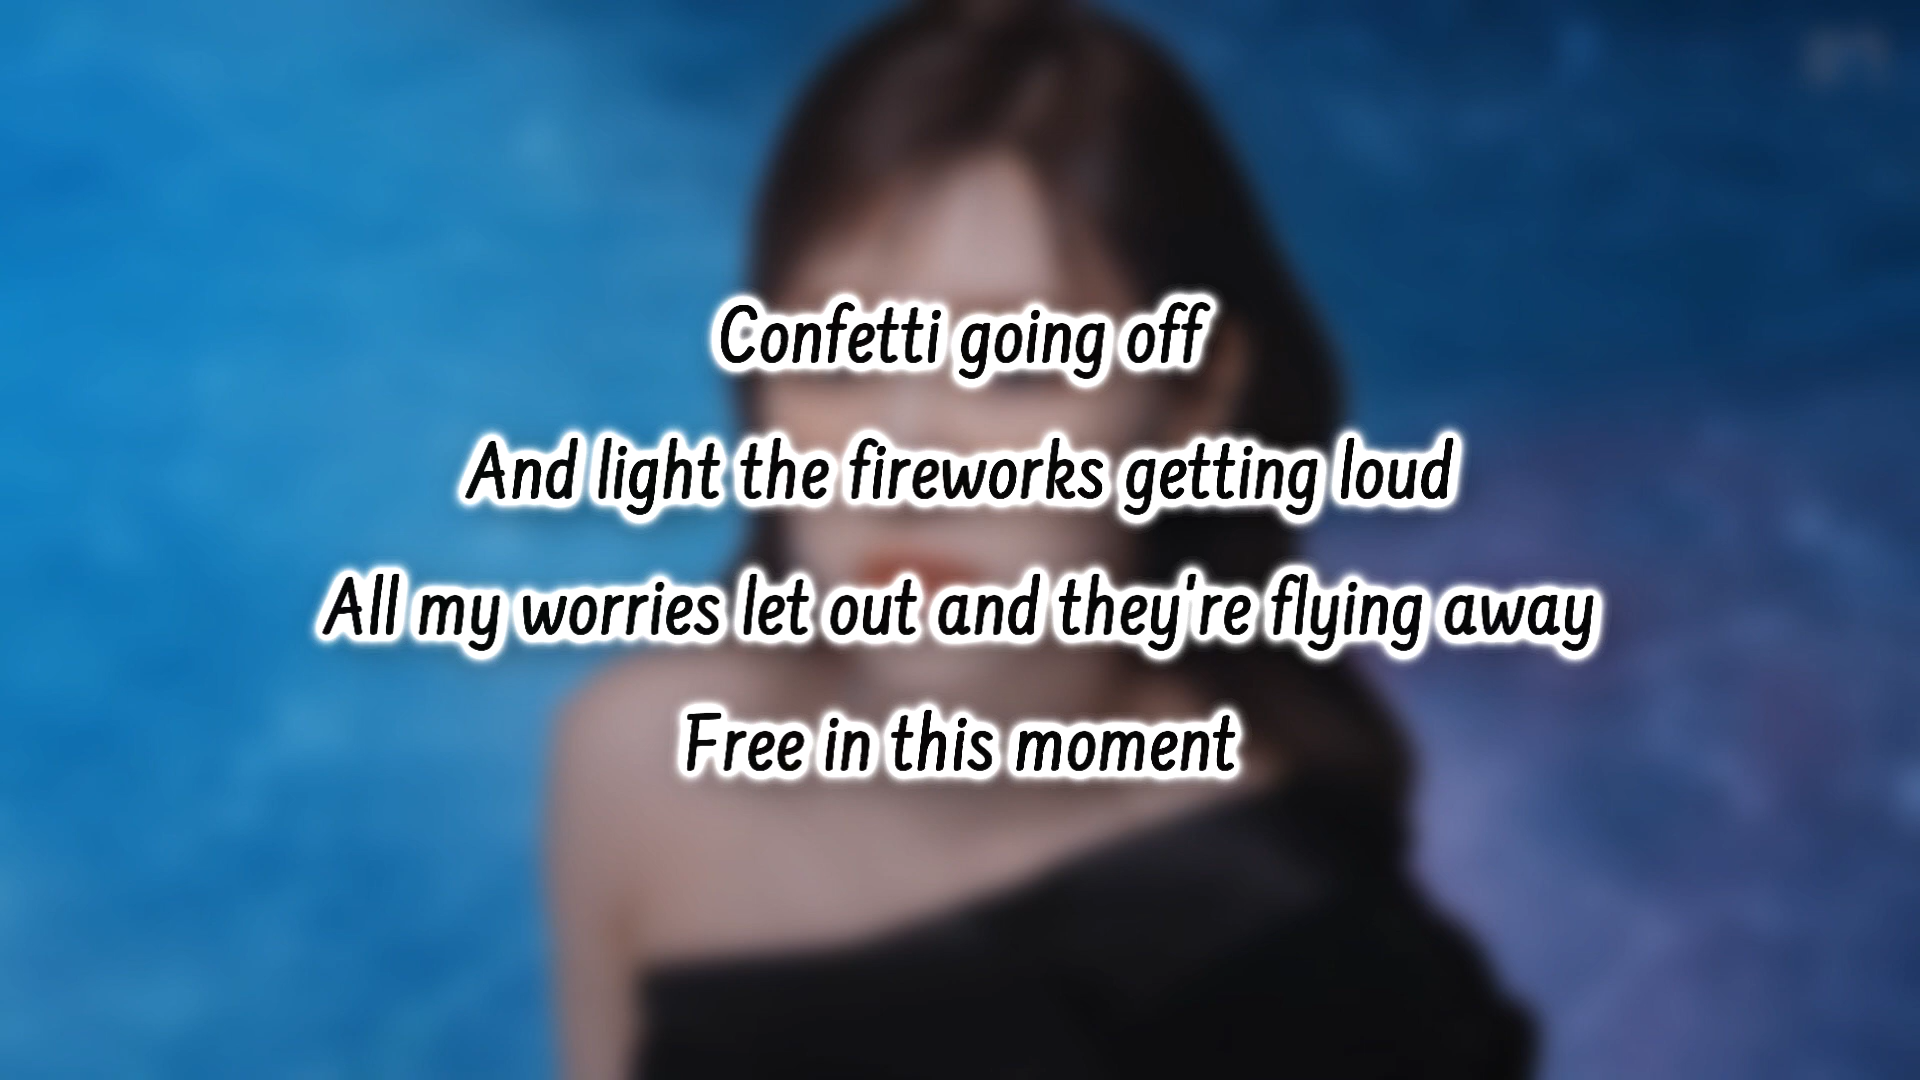 Confetti going off
And light the fireworks getting loud
All my worries let out and they're flying away
Free in this moment